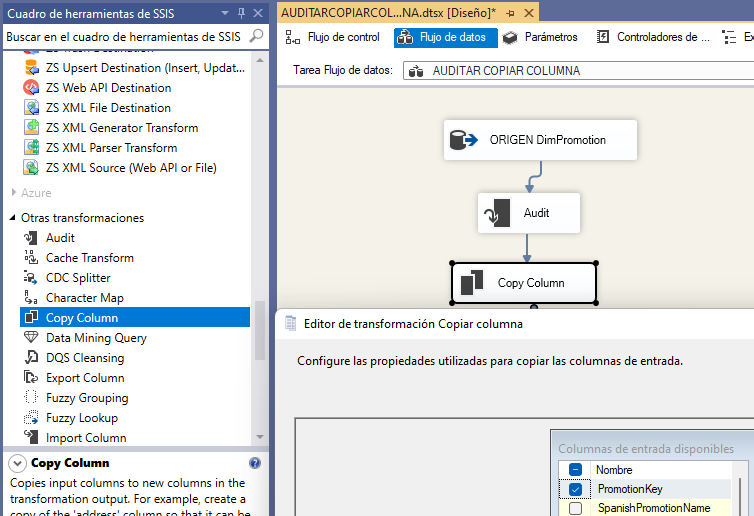 Cuadro de herramientas de SSIS
Buscar en el cuadro de herramientas de SSIS
ZS Upsert Destination (Insert, Updat...
ZS Web API Destination
ZS XML File Destination
ZS XML Generator Transform
ZS XML Parser Transform
ZS XML Source (Web API or File)
Azure
Otras transformaciones
Audit
Cache Transform
CDC Splitter
Character Map
Copy Column
Data Mining Query
DQS Cleansing
Export Column
Fuzzy Grouping
Fuzzy Lookup
Import Column
Copy Column
Copies input columns to new columns in the
transformation output. For example, create a
copy of the 'address' column so that it can be
AUDITARCOPIARCOL...NA.dtsx [Diseño]*
Flujo de control
Flujo de datos
Parámetros
Controladores de ...
Ex
Tarea Flujo de datos:
AUDITAR COPIAR COLUMNA
ORIGEN DimPromotion
Audit
Copy Column
Editor de transformación Copiar columna
Configure las propiedades utilizadas para copiar las columnas de entrada.
Columnas de entrada disponibles
Nombre
PromotionKey
SpanishPromotionName